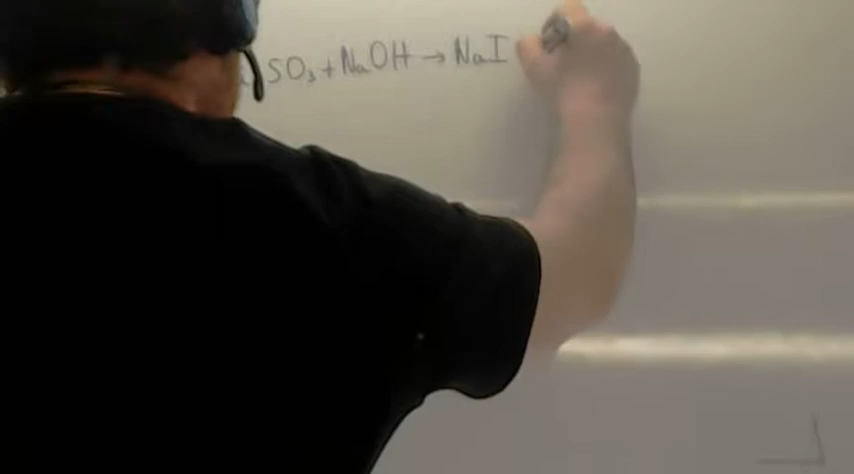 SO₃ + NaOH → NaI